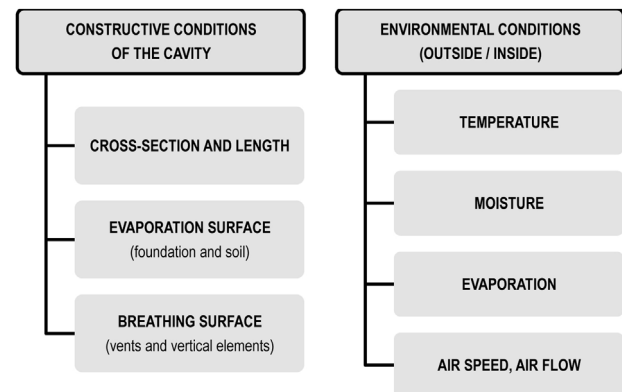 CONSTRUCTIVE CONDITIONS
OF THE CAVITY
CROSS-SECTION AND LENGTH
EVAPORATION SURFACE
(foundation and soil)
BREATHING SURFACE
(vents and vertical elements)
ENVIRONMENTAL CONDITIONS
(OUTSIDE / INSIDE)
TEMPERATURE
MOISTURE
EVAPORATION
AIR SPEED, AIR FLOW